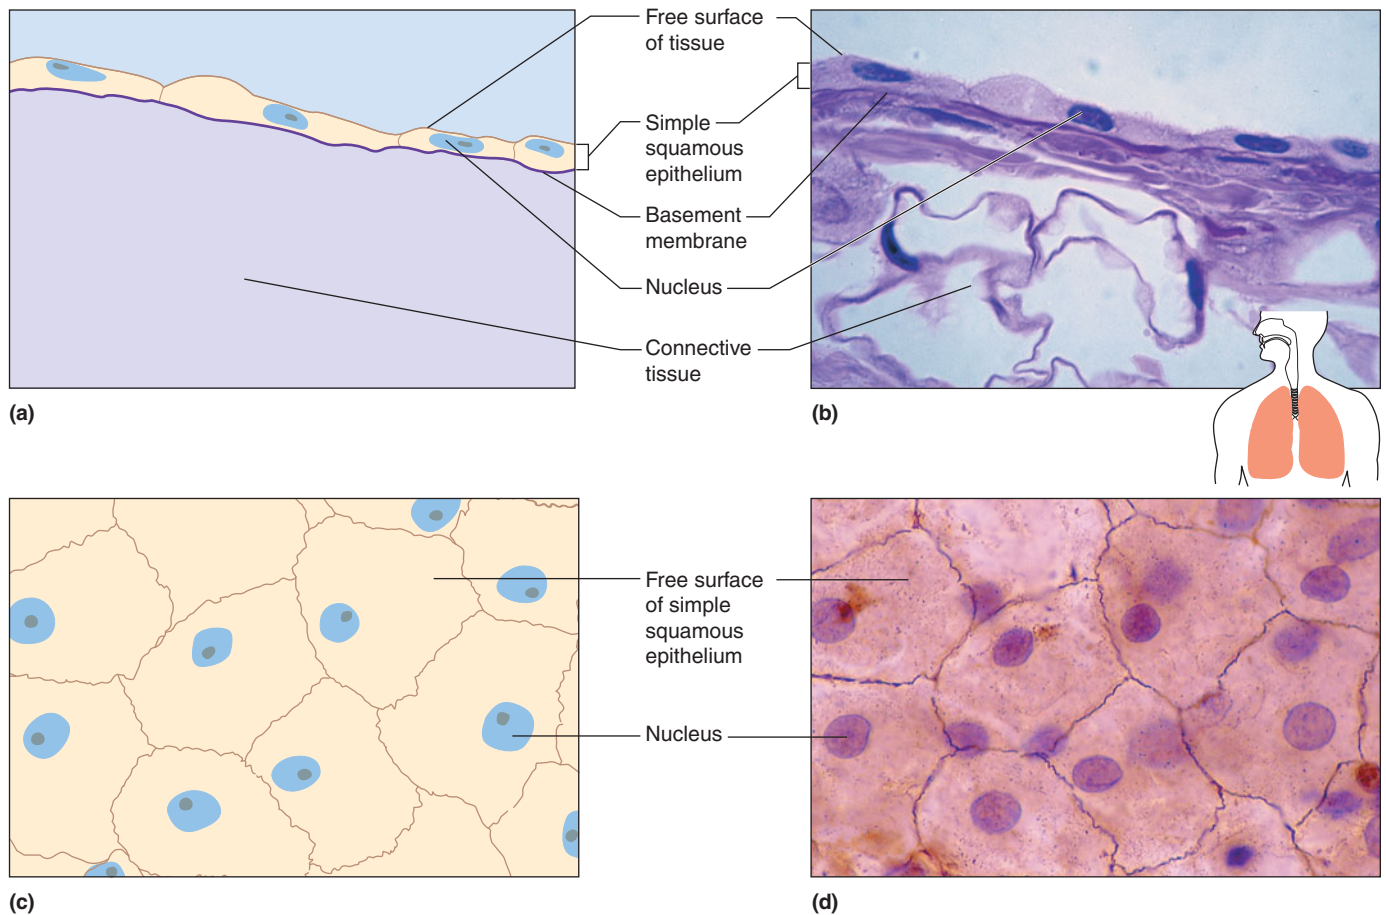 Free surface
of tissue
Simple
squamous
epithelium
Basement
membrane
Nucleus
Connective
tissue
(a)
(b)
Free surface
of simple
squamous
epithelium
Nucleus
(c)
(d)